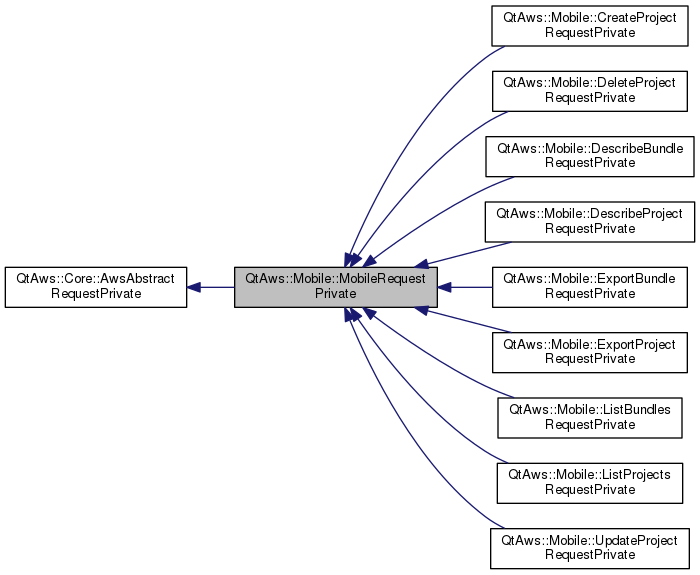 QtAws::Core::AwsAbstract
RequestPrivate
QtAws::Mobile::MobileRequest
Private
QtAws::Mobile::CreateProject
RequestPrivate
QtAws::Mobile::DeleteProject
RequestPrivate
QtAws::Mobile::DescribeBundle
RequestPrivate
QtAws::Mobile::DescribeProject
RequestPrivate
QtAws::Mobile::ExportBundle
RequestPrivate
QtAws::Mobile::ExportProject
RequestPrivate
QtAws::Mobile::ListBundles
RequestPrivate
QtAws::Mobile::ListProjects
RequestPrivate
QtAws::Mobile::UpdateProject
RequestPrivate